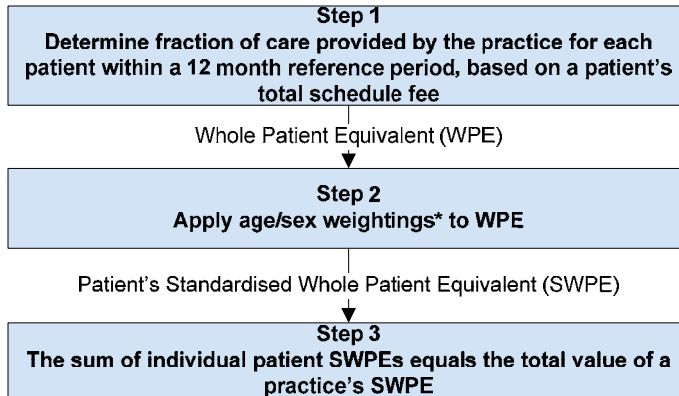 Step 1
Determine fraction of care provided by the practice for each
patient within a 12 month reference period, based on a patient's
total schedule fee
Whole Patient Equivalent (WPE)
Step 2
Apply age/sex weightings* to WPE
Patient's Standardised Whole Patient Equivalent (SWPE)
Step 3
The sum of individual patient SWPEs equals the total value of a
practice's SWPE